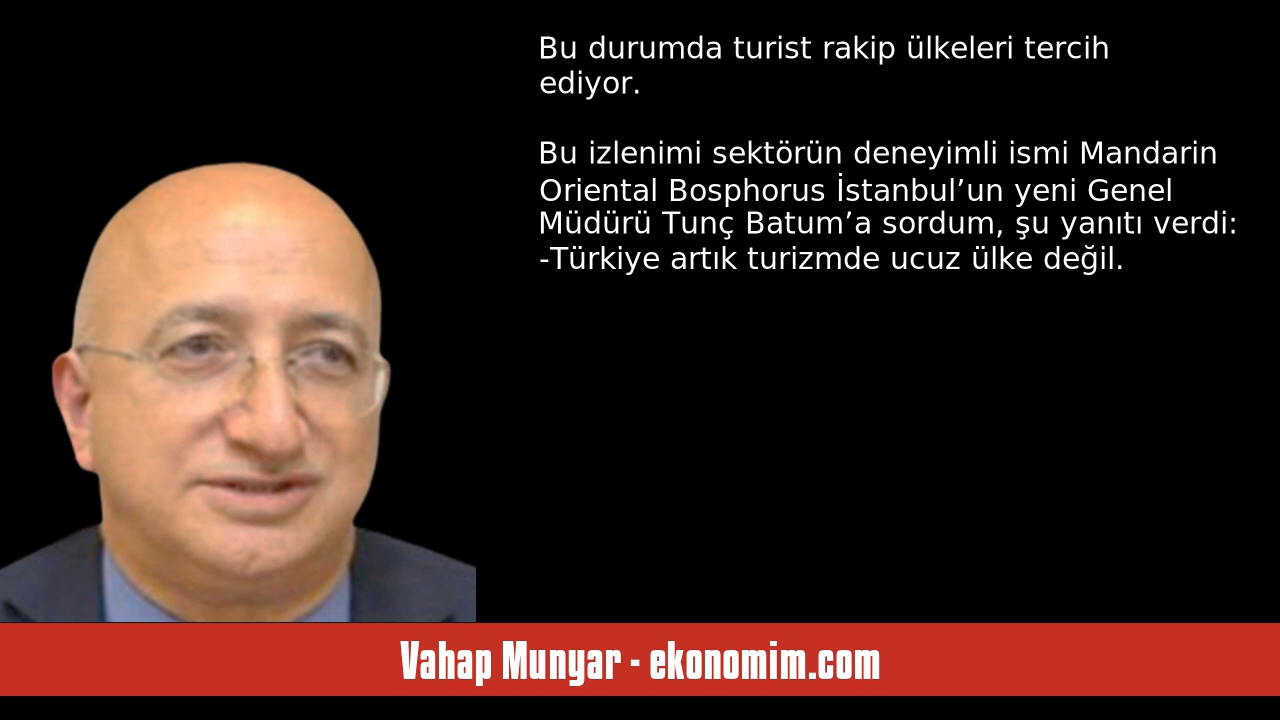 Bu durumda turist rakip ülkeleri tercih
ediyor.
Bu izlenimi sektörün deneyimli ismi Mandarin
Oriental Bosphorus İstanbul’un yeni Genel
Müdürü Tunç Batum’a sordum, şu yanıtı verdi:
-Türkiye artık turizmde ucuz ülke değil.
Vahap Munyar - ekonomim.com